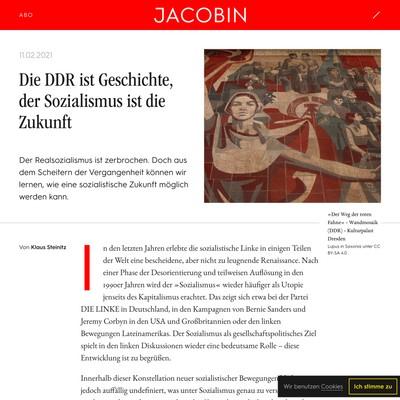 ABO
JACOBIN
11.02.2021
Die DDR ist Geschichte,
der Sozialismus ist die
Zukunft
Der Realsozialismus ist zerbrochen. Doch aus
dem Scheitern der Vergangenheit können wir
lernen, wie eine sozialistische Zukunft möglich
werden kann.
»Der Weg der roten
Fahne« - Wandmosaik
(DDR) - Kulturpalast
Dresden
Lupus in Saxonia unter CC
BY-SA 4.0
Von Klaus Steinitz
In den letzten Jahren erlebte die sozialistische Linke in einigen Teilen
der Welt eine bescheidene, aber nicht zu leugnende Renaissance. Nach
einer Phase der Desorientierung und teilweisen Auflösung in den
1990er Jahren wird der »Sozialismus« wieder häufiger als Utopie
jenseits des Kapitalismus erachtet. Das zeigt sich etwa bei der Partei
DIE LINKE in Deutschland, in den Kampagnen von Bernie Sanders und
Jeremy Corbyn in den USA und Großbritannien oder den linken
Bewegungen Lateinamerikas. Der Sozialismus als gesellschaftspolitisches Ziel
spielt in den linken Diskussionen wieder eine bedeutsame Rolle – diese
Entwicklung ist zu begrüßen.
Innerhalb dieser Konstellation neuer sozialistischer Bewegungen
jedoch auffällig undefiniert, was unter Sozialismus genau zu
Wir benutzen Cookies
Ich stimme zu